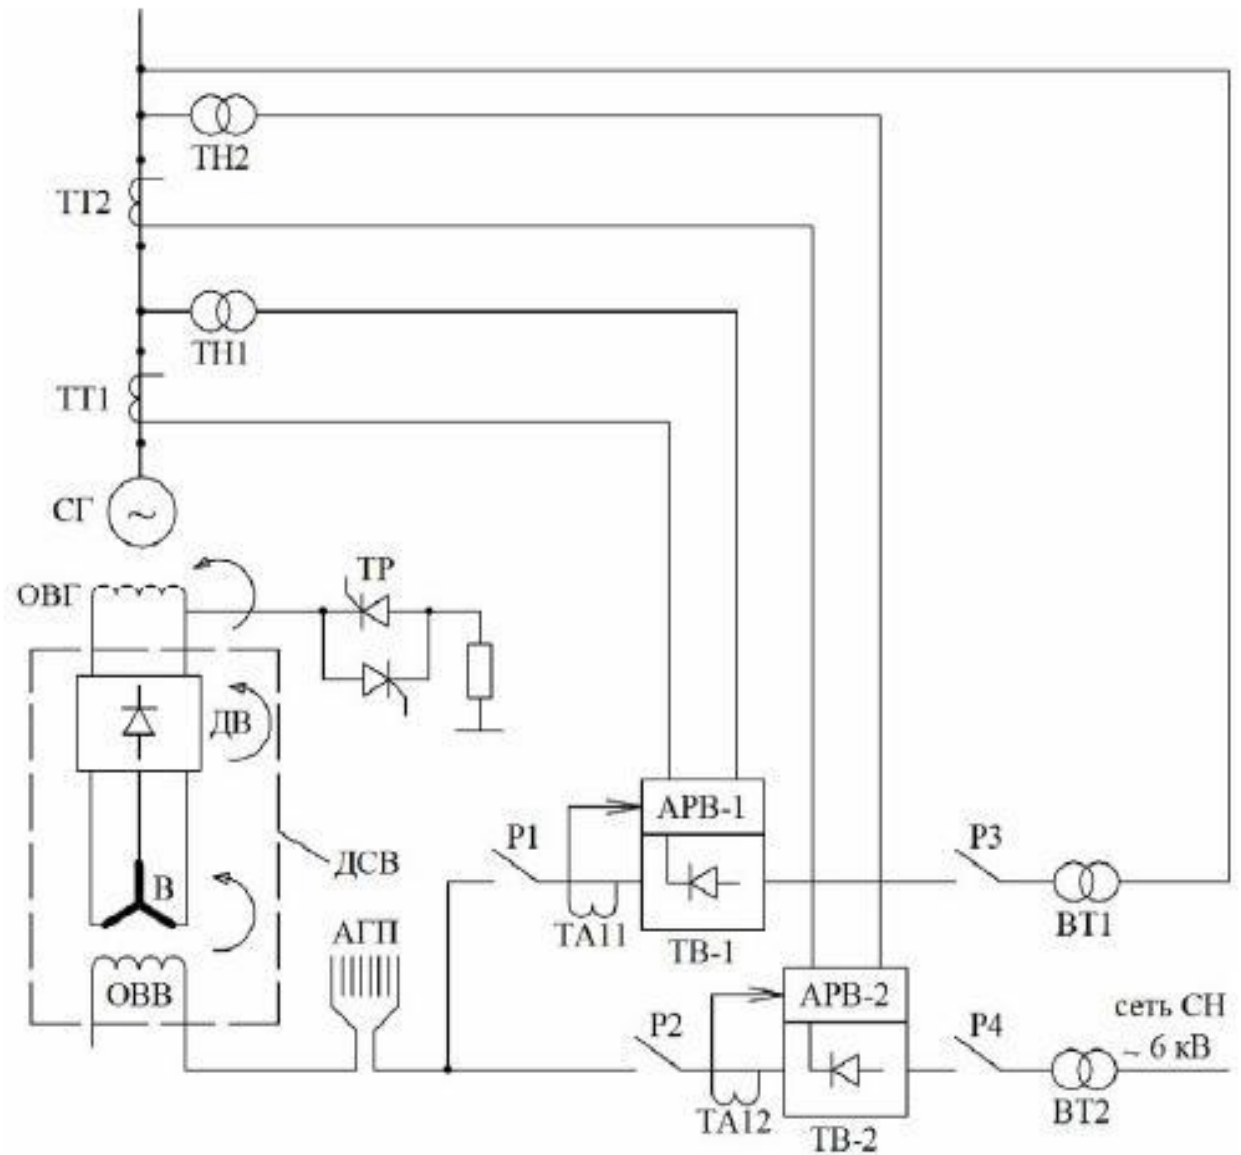 ТН2
ТТ2
ТН1
ТТ1
СГ
~
ТР
ОВГ
ДВ
АРВ-1
Р1
Р3
ДСВ
В
АГП
ТА11
ВТ1
ТВ-1
ОВВ
АРВ-2
сеть СН
Р2
Р4
~ 6 кВ
ТА12
ВТ2
ТВ-2